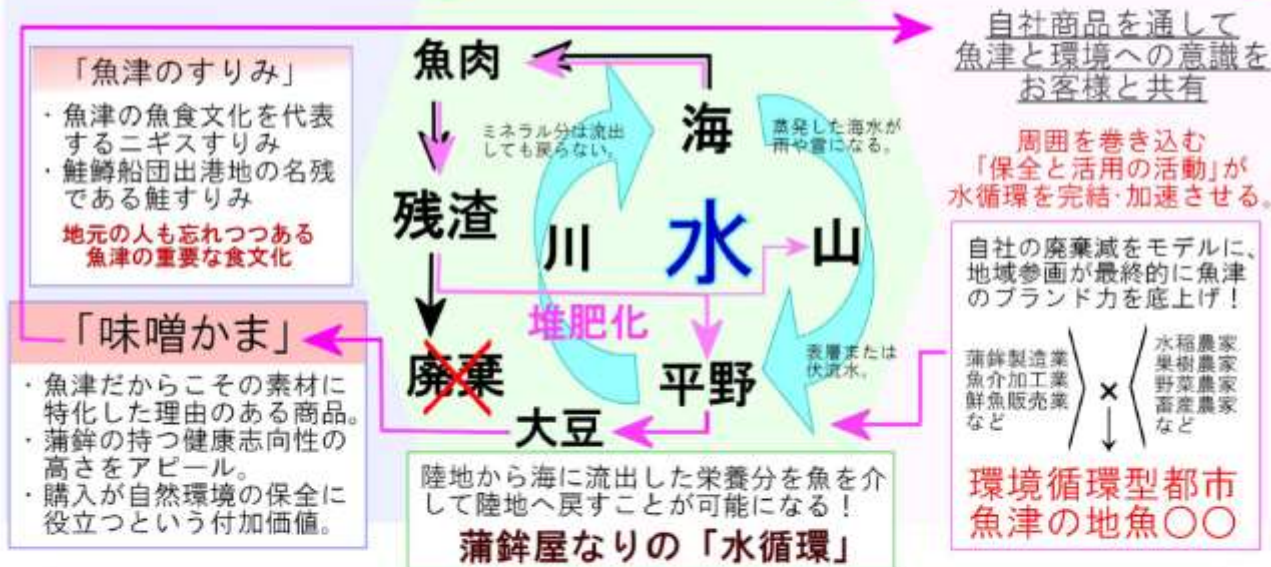 自社商品を通して
魚津と環境への意識を
お客様と共有
周囲を巻き込む
「保全と活用の活動」が
水循環を完結・加速させる。
「魚津のすりみ」
・魚津の魚食文化を代表
するニギスすりみ
・鮭鱒船団出港地の名残
である鮭すりみ
地元の人も忘れつつある
魚津の重要な食文化
魚肉
残渣
廃棄
ミネラル分は流出
しても戻らない。
海
蒸発した海水が
雨や雪になる。
川
水
山
堆肥化
表層または
伏流水。
平野
大豆
「味噌かま」
・魚津だからこその素材に
特化した理由のある商品。
・蒲鉾の持つ健康志向性の
高さをアピール。
・購入が自然環境の保全に
役立つという付加価値。
陸地から海に流出した栄養分を魚を介
して陸地へ戻すことが可能になる！
蒲鉾屋なりの「水循環」
自社の廃棄減をモデルに、
地域参画が最終的に魚津
のブランド力を底上げ！
蒲鉾製造業
魚介加工業
鮮魚販売業
など
×
水稲農家
果樹農家
野菜農家
畜産農家
など
環境循環型都市
魚津の地魚〇〇